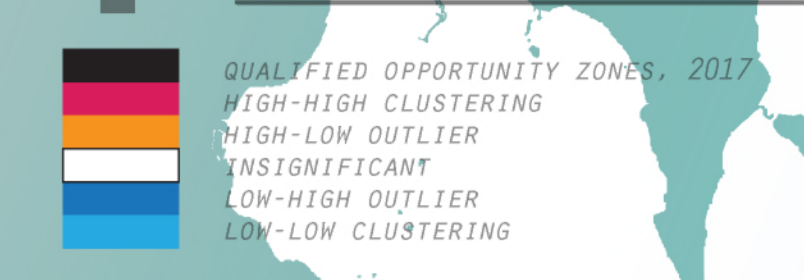 QUALIFIED OPPORTUNITY ZONES, 2017
HIGH-HIGH CLUSTERING
HIGH-LOW OUTLIER
INSIGNIFICANT
LOW-HIGH OUTLIER
LOW-LOW CLUSTERING